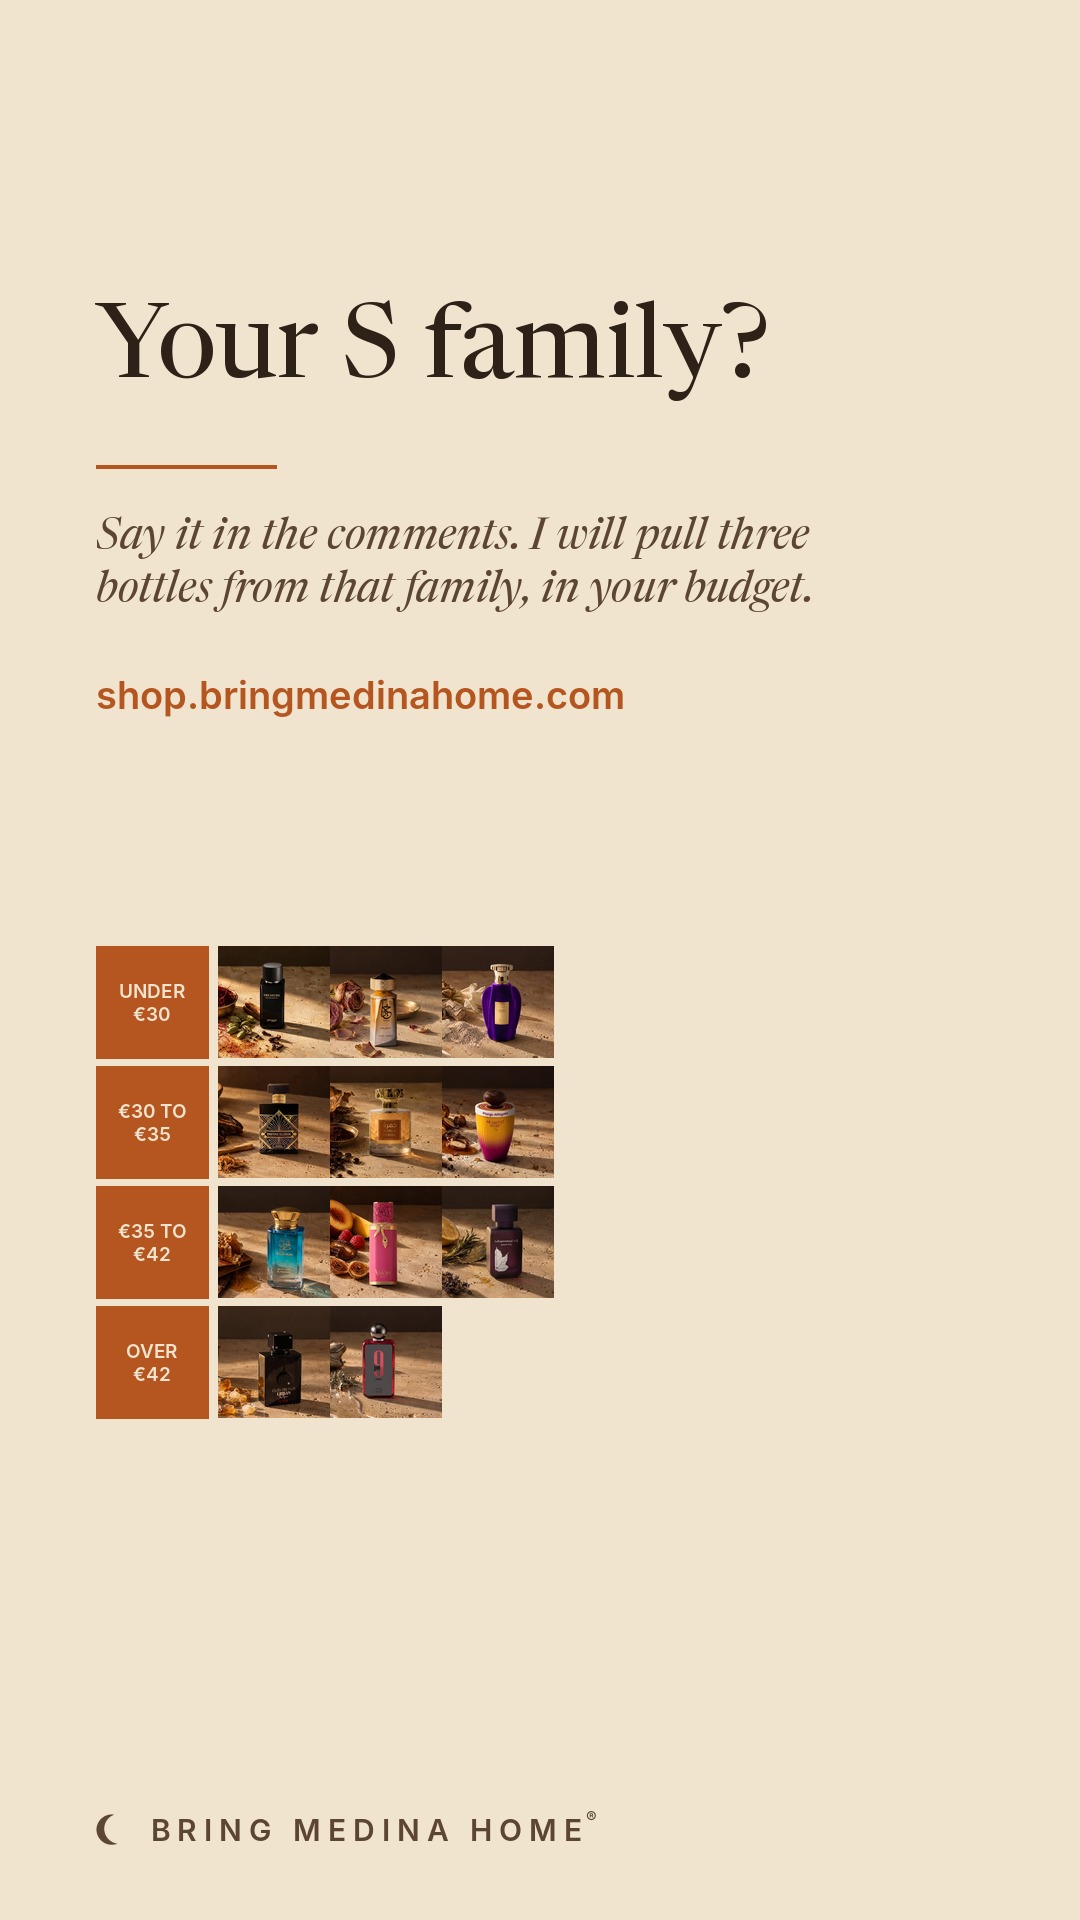 Your S family?
Say it in the comments. I will pull three
bottles from that family, in your budget.
shop.bringmedinahome.com
UNDER
€30
€30 TO
€35
€35 TO
€42
OVER
€42
9
BRING MEDINA HOME®